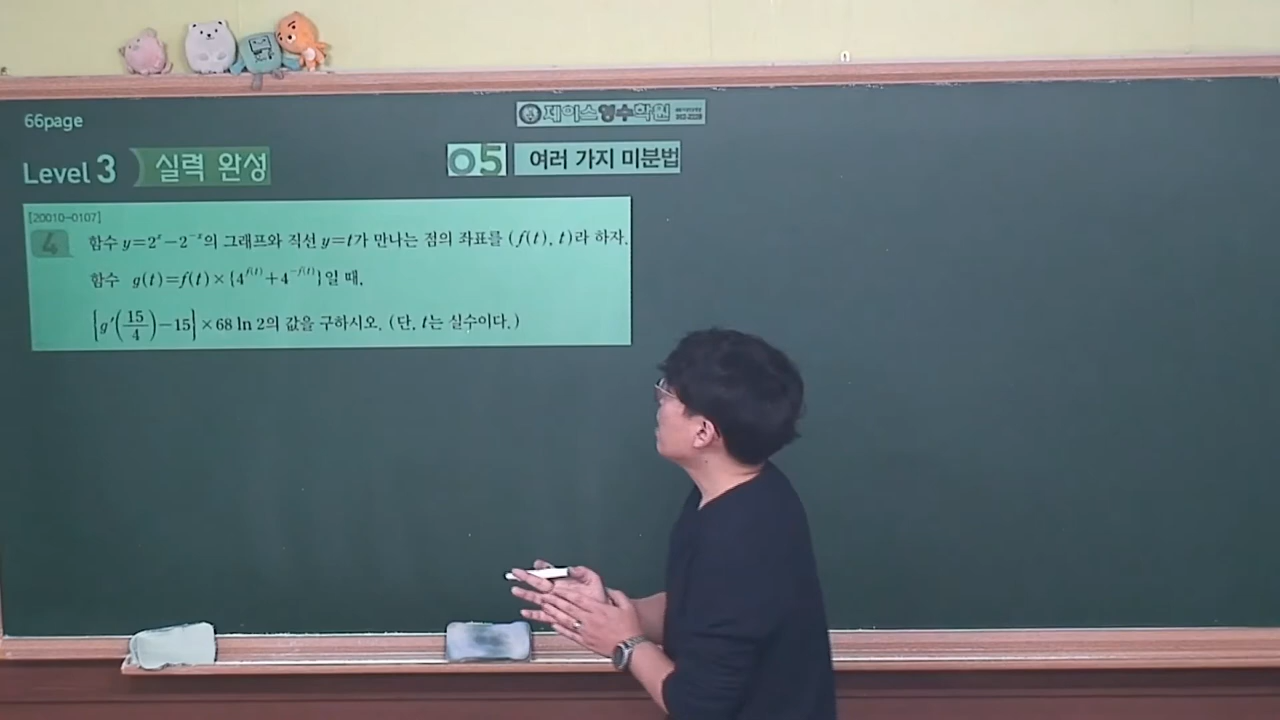 66page
제이스영수학원
Level 3 실력 완성
05 여러 가지 미분법
[20010-0107]
4 함수 y=2^x-2^{-x}의 그래프와 직선 y=t가 만나는 점의 좌표를 (f(t), t)라 하자.
함수 g(t)=f(t)×{4^{f(t)}+4^{-f(t)}}일 때,
{g'(15/4)-15}×68 ln 2의 값을 구하시오. (단, t는 실수이다.)